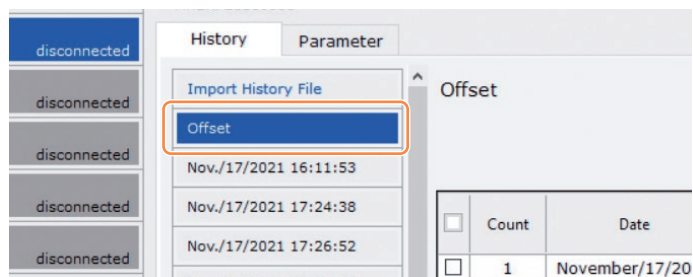 disconnected
disconnected
disconnected
disconnected
disconnected
History
Parameter
Import History File
Offset
Nov./17/2021 16:11:53
Nov./17/2021 17:24:38
Nov./17/2021 17:26:52
Offset
Count
Date
1
November/17/20